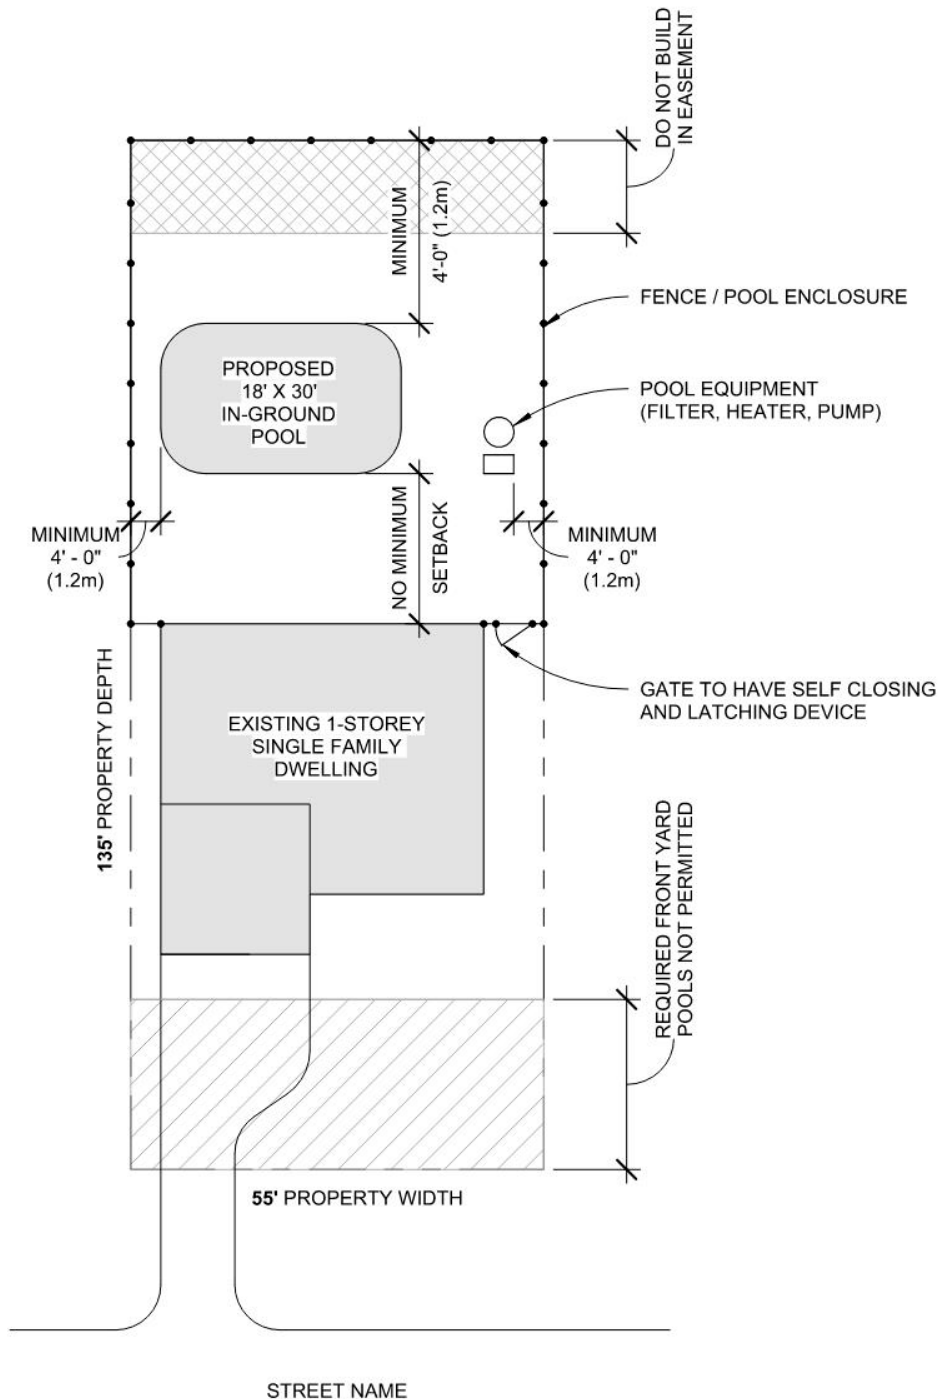 DO NOT BUILD
IN EASEMENT
MINIMUM
4'-0" (1.2m)
FENCE / POOL ENCLOSURE
PROPOSED
18' X 30'
IN-GROUND
POOL
POOL EQUIPMENT
(FILTER, HEATER, PUMP)
MINIMUM
4' - 0"
(1.2m)
NO MINIMUM
SETBACK
MINIMUM
4' - 0"
(1.2m)
GATE TO HAVE SELF CLOSING
AND LATCHING DEVICE
135' PROPERTY DEPTH
EXISTING 1-STOREY
SINGLE FAMILY
DWELLING
REQUIRED FRONT YARD
POOLS NOT PERMITTED
55' PROPERTY WIDTH
STREET NAME